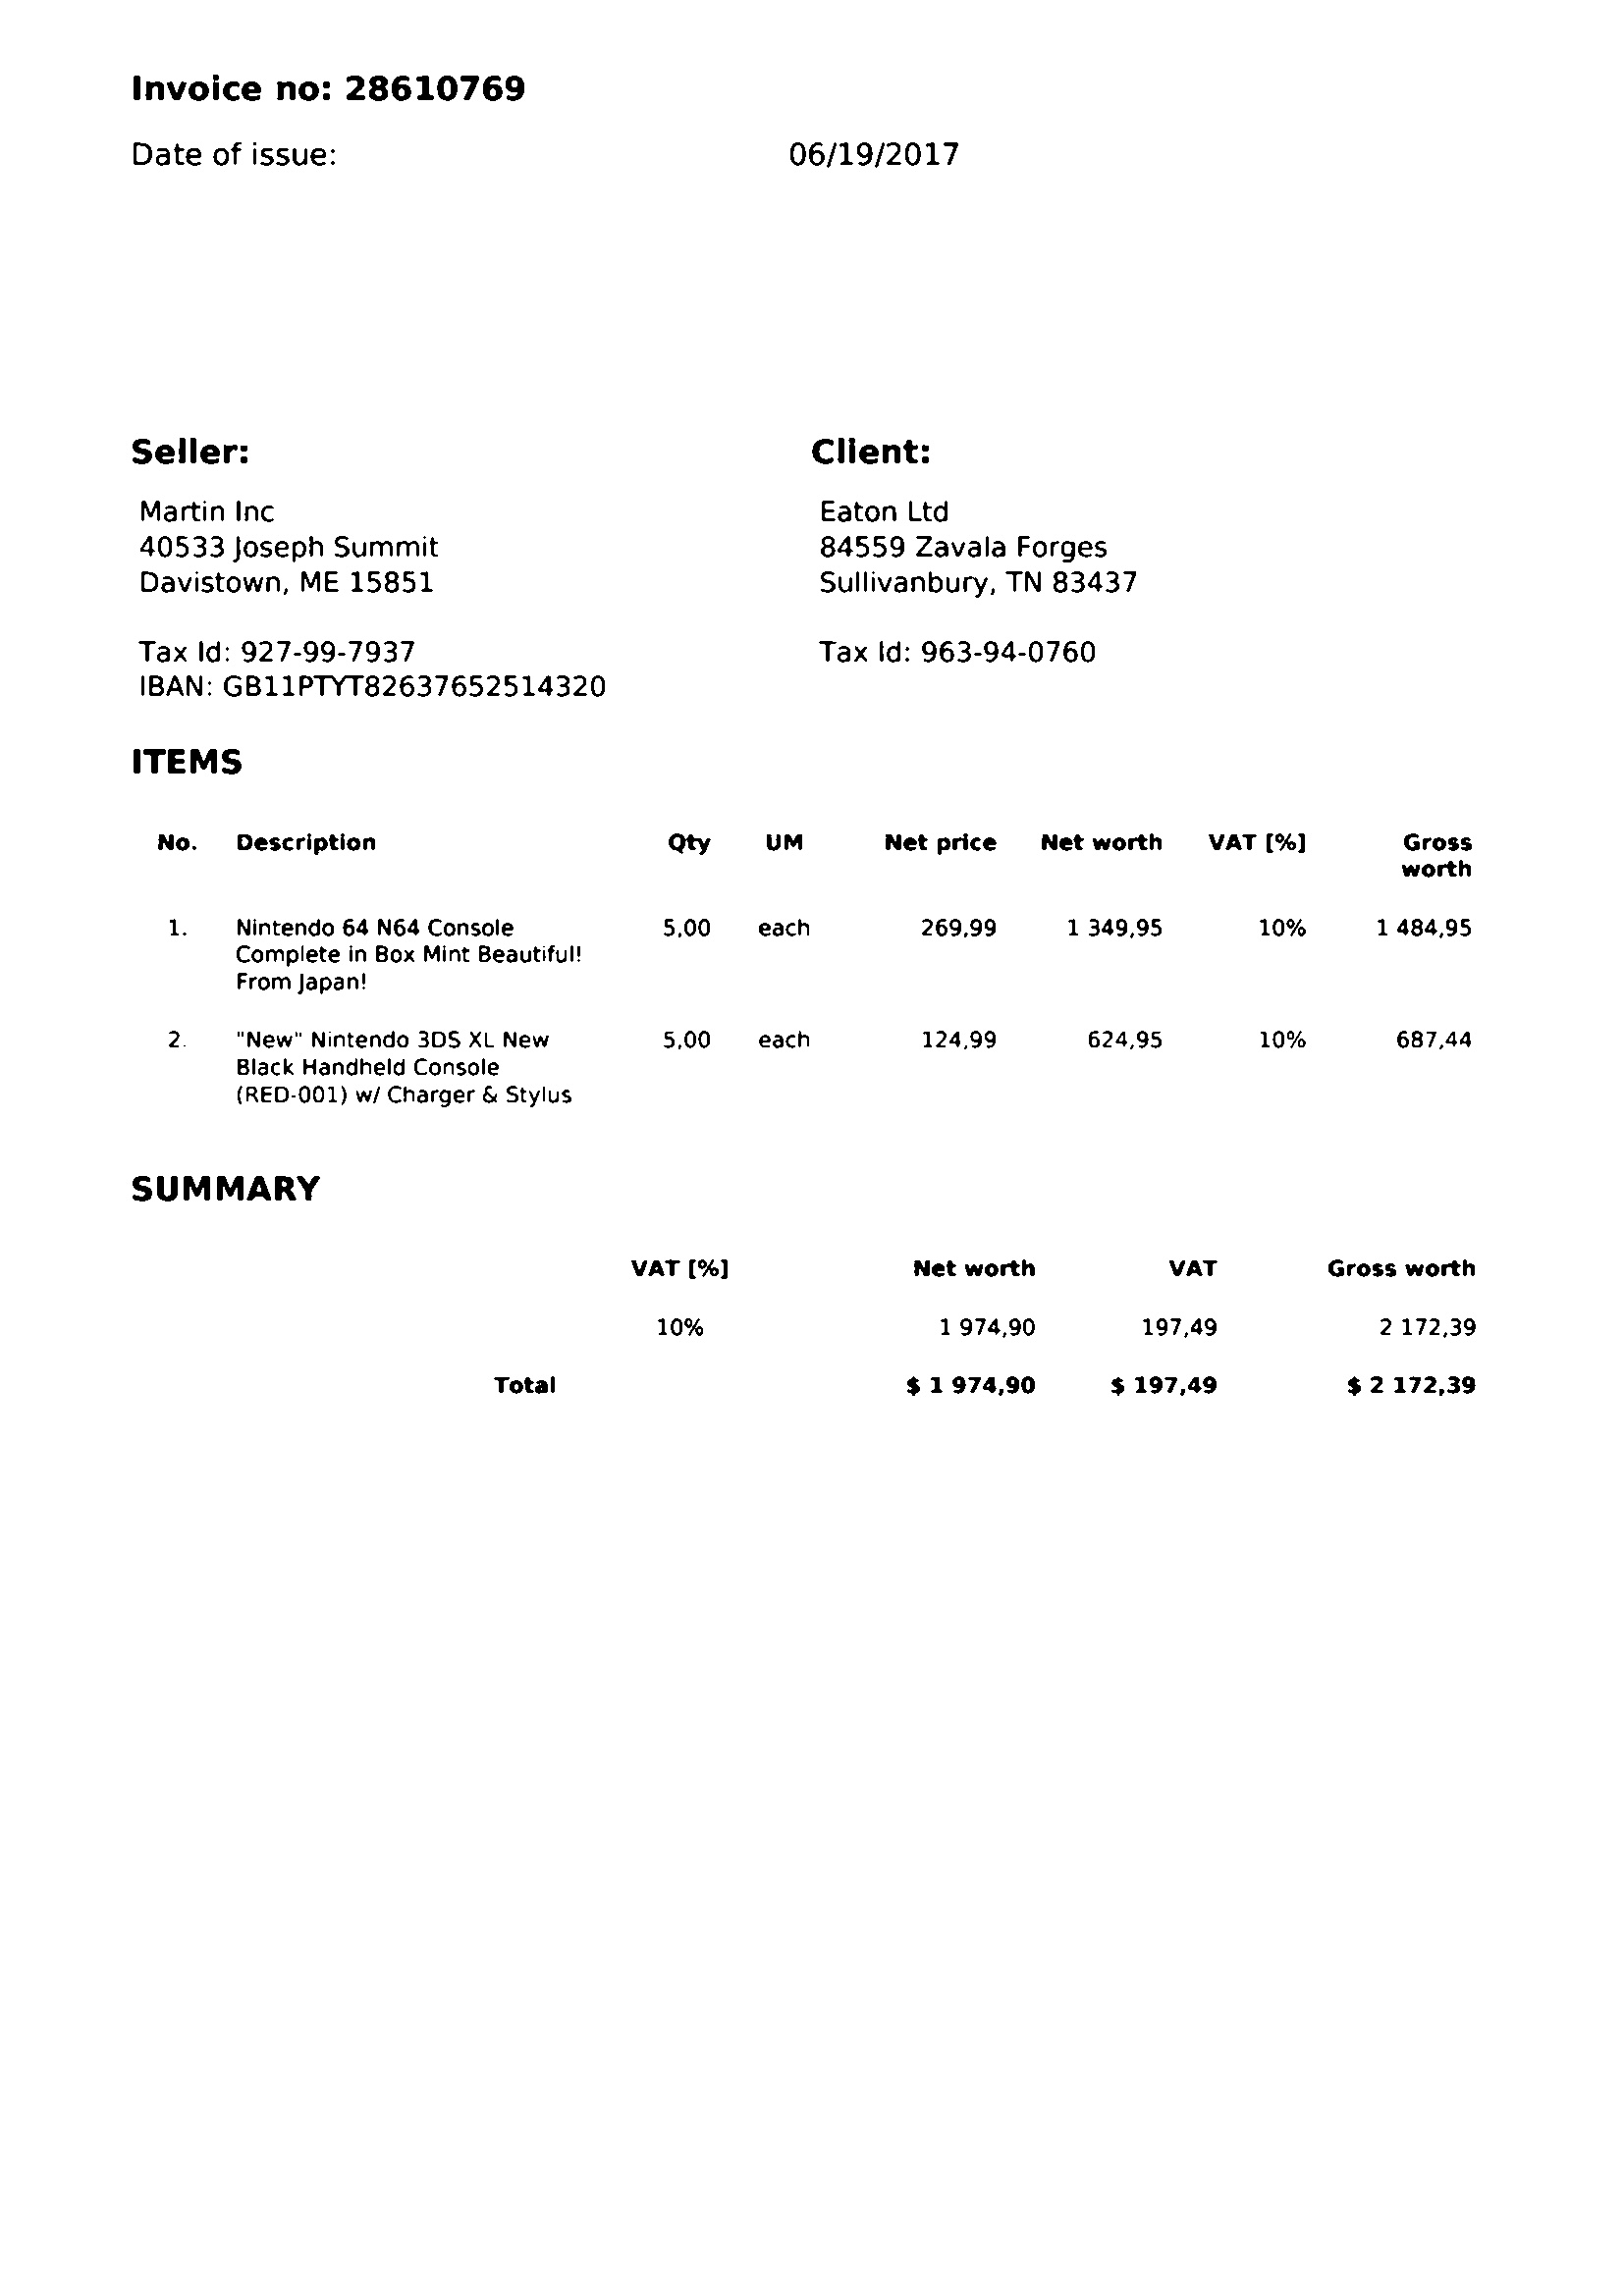 Invoice no: 28610769
Date of issue: 06/19/2017
Seller:
Martin Inc
40533 Joseph Summit
Davistown, ME 15851
Tax Id: 927-99-7937
IBAN: GB11PTYT82637652514320
Client:
Eaton Ltd
84559 Zavala Forges
Sullivanbury, TN 83437
Tax Id: 963-94-0760
ITEMS
No. Description Qty UM Net price Net worth VAT [%] Gross
worth
1. Nintendo 64 N64 Console 5,00 each 269,99 1 349,95 10% 1 484,95
Complete in Box Mint Beautiful!
From Japan!
2. "New" Nintendo 3DS XL New 5,00 each 124,99 624,95 10% 687,44
Black Handheld Console
(RED-001) w/ Charger & Stylus
SUMMARY
VAT [%] Net worth VAT Gross worth
10% 1 974,90 197,49 2 172,39
Total $ 1 974,90 $ 197,49 $ 2 172,39